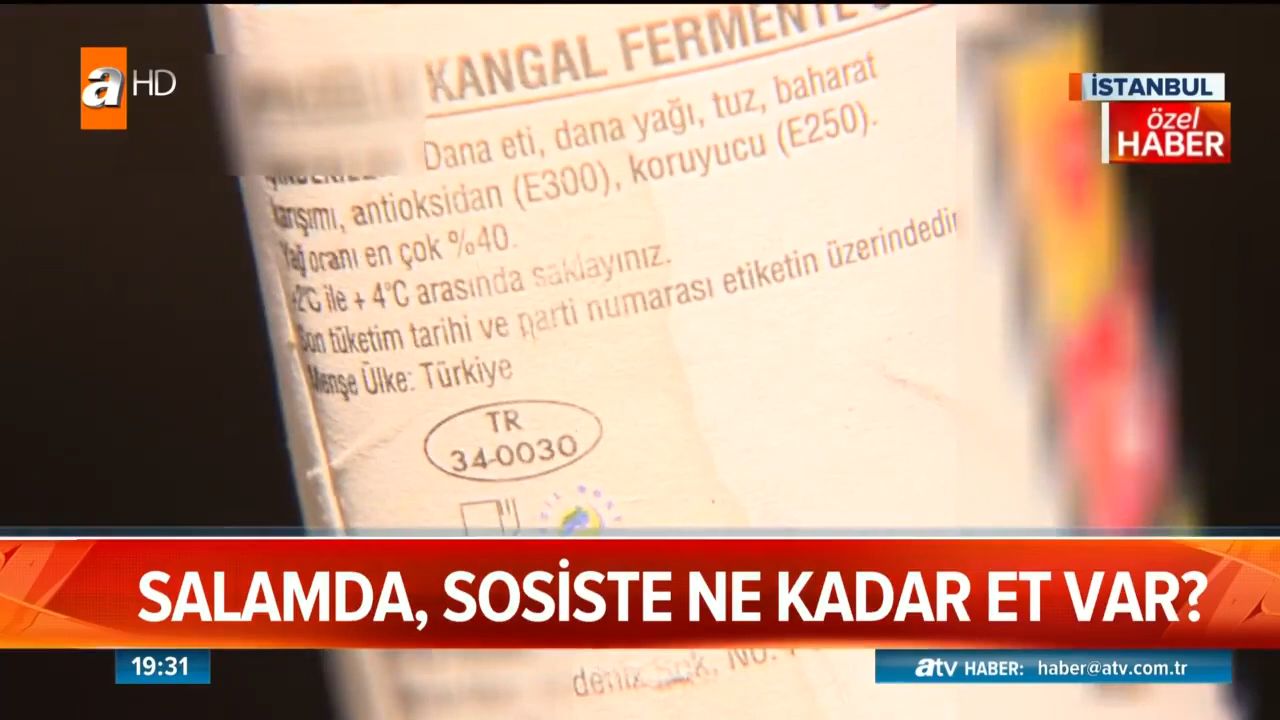 a HD
İSTANBUL
özel
HABER
KANGAL FERMENTE
Dana eti, dana yağı, tuz, baharat
karışımı, antioksidan (E300), koruyucu (E250).
Yağ oranı en çok %40.
-2°C ile + 4°C arasında saklayınız.
Son tüketim tarihi ve parti numarası etiketin üzerindedir
Menşe Ülke: Türkiye
TR
34-0030
SALAMDA, SOSİSTE NE KADAR ET VAR?
19:31
atv HABER: haber@atv.com.tr
No: